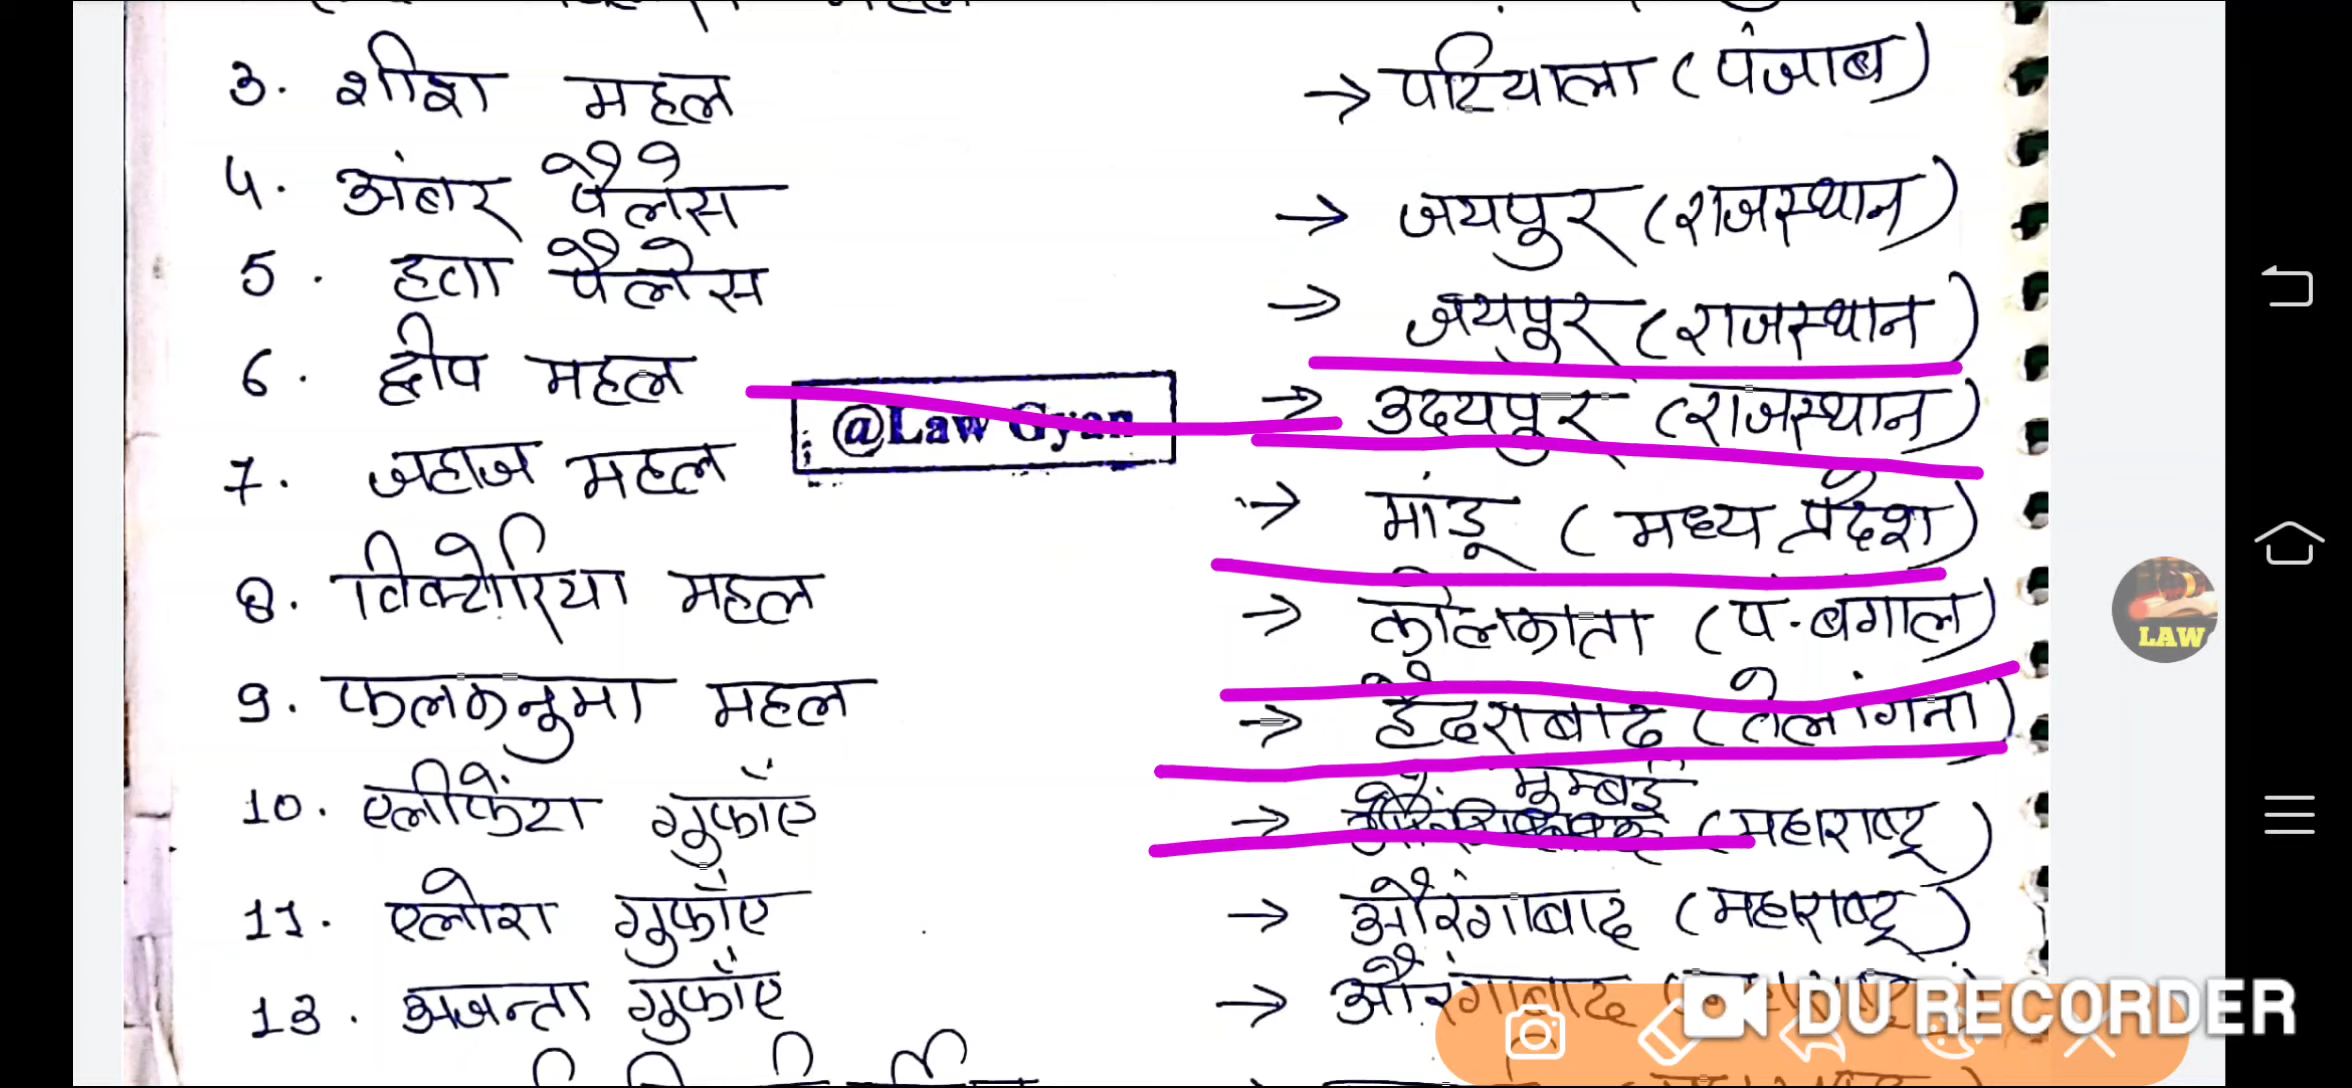 3. शीश महल → पटियाला (पंजाब)
4. अंबार पैलेस → जयपुर (राजस्थान)
5. हवा पैलेस → जयपुर (राजस्थान)
6. द्वीप महल → उदयपुर (राजस्थान)
@Law Gyan
7. जहाज महल → मांडू (मध्य प्रदेश)
8. विक्टोरिया महल → कोलकाता (प. बंगाल)
LAW
9. फलकनुमा महल → हैदराबाद (तेलांगना)
10. एलीफेंटा गुफाँए → मुम्बई (महाराष्ट्र)
11. एलोरा गुफाँए → औरंगाबाद (महाराष्ट्र)
13. अजन्ता गुफाँए → औरंगाबाद
DU RECORDER